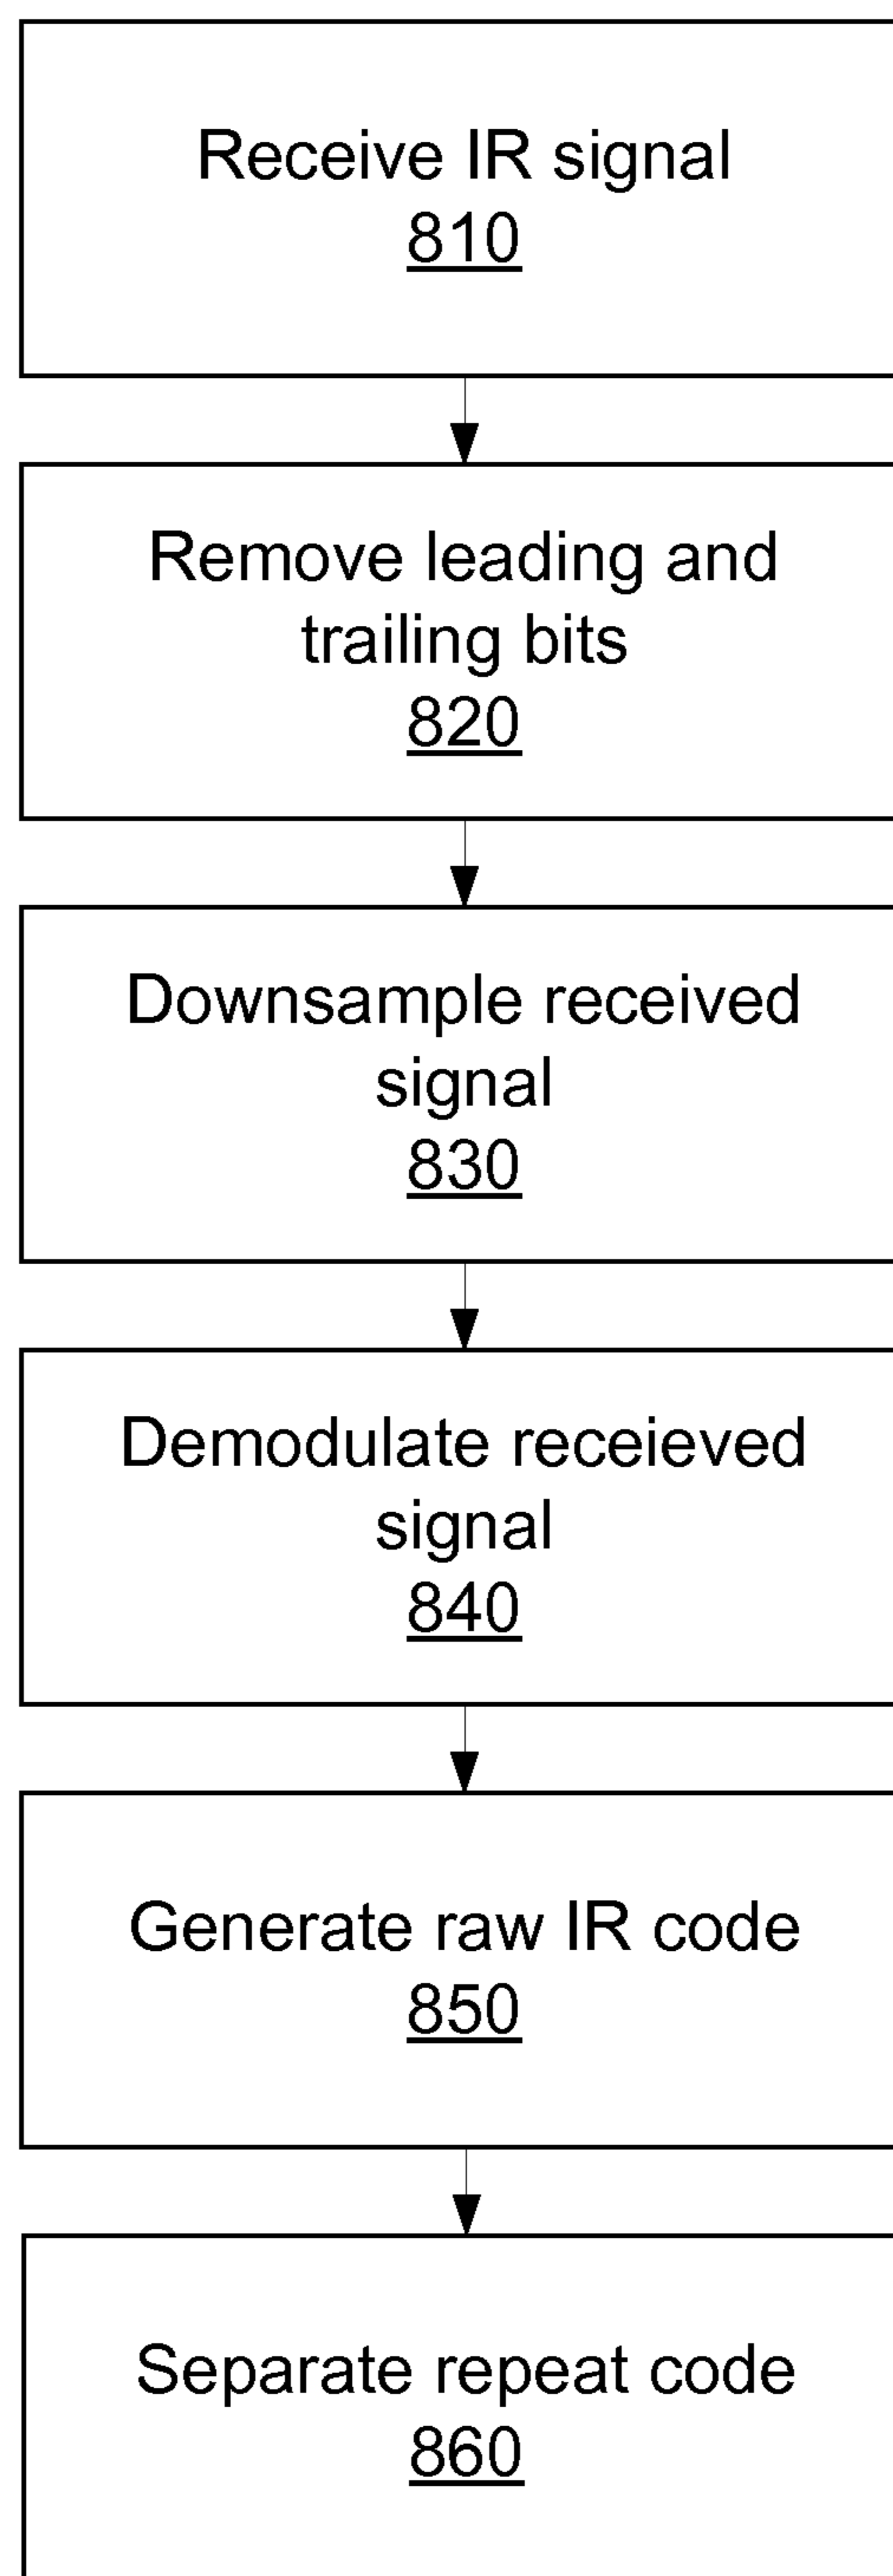 Receive IR signal
810
Remove leading and
trailing bits
820
Downsample received
signal
830
Demodulate receieved
signal
840
Generate raw IR code
850
Separate repeat code
860